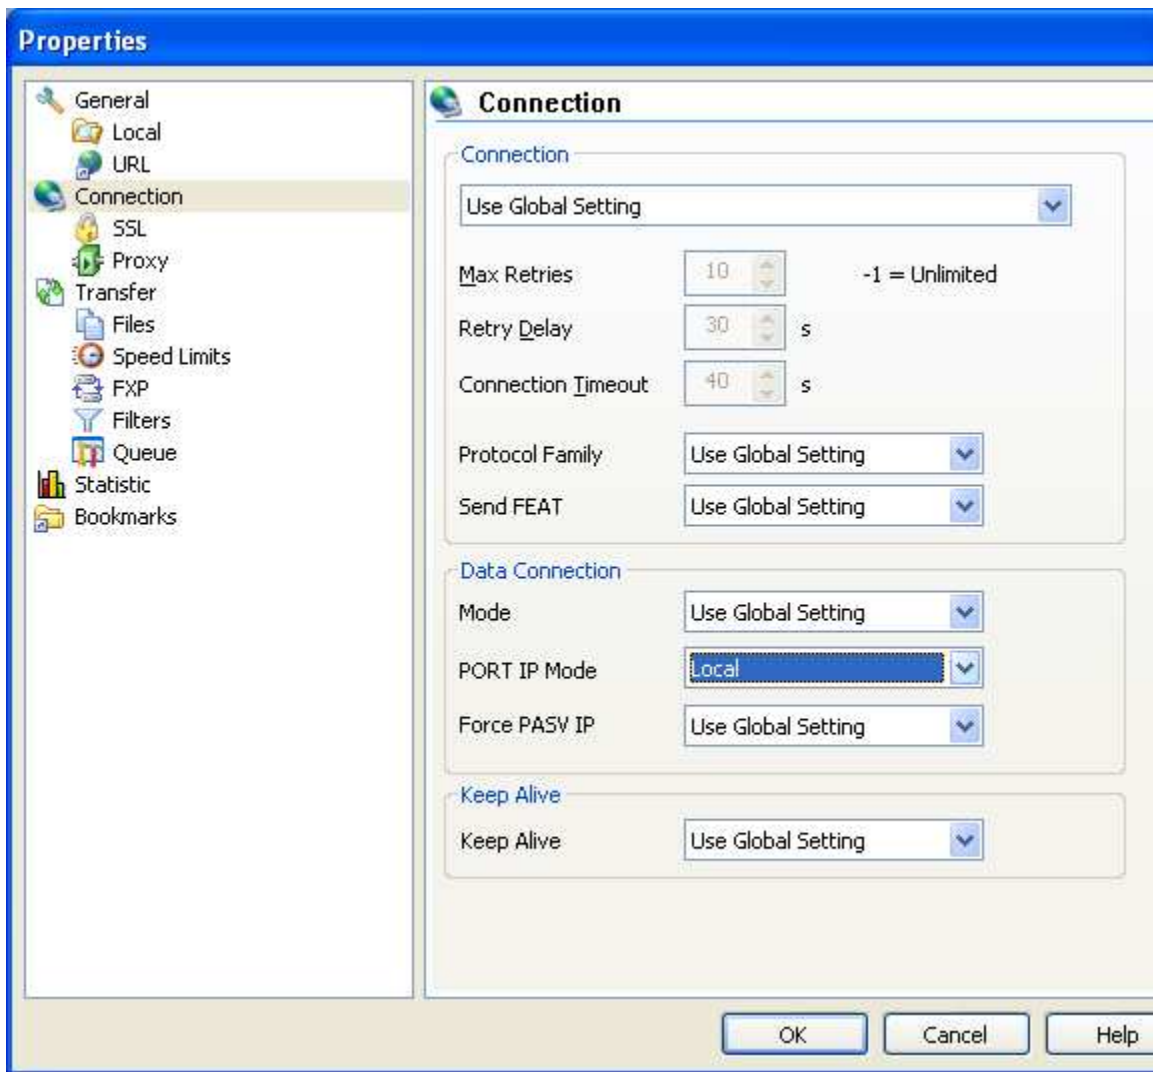 Properties
General
Local
URL
Connection
SSL
Proxy
Transfer
Files
Speed Limits
FXP
Filters
Queue
Statistic
Bookmarks
Connection
Connection
Use Global Setting
Max Retries 10 -1 = Unlimited
Retry Delay 30 s
Connection Timeout 40 s
Protocol Family Use Global Setting
Send FEAT Use Global Setting
Data Connection
Mode Use Global Setting
PORT IP Mode Local
Force PASV IP Use Global Setting
Keep Alive
Keep Alive Use Global Setting
OK Cancel Help